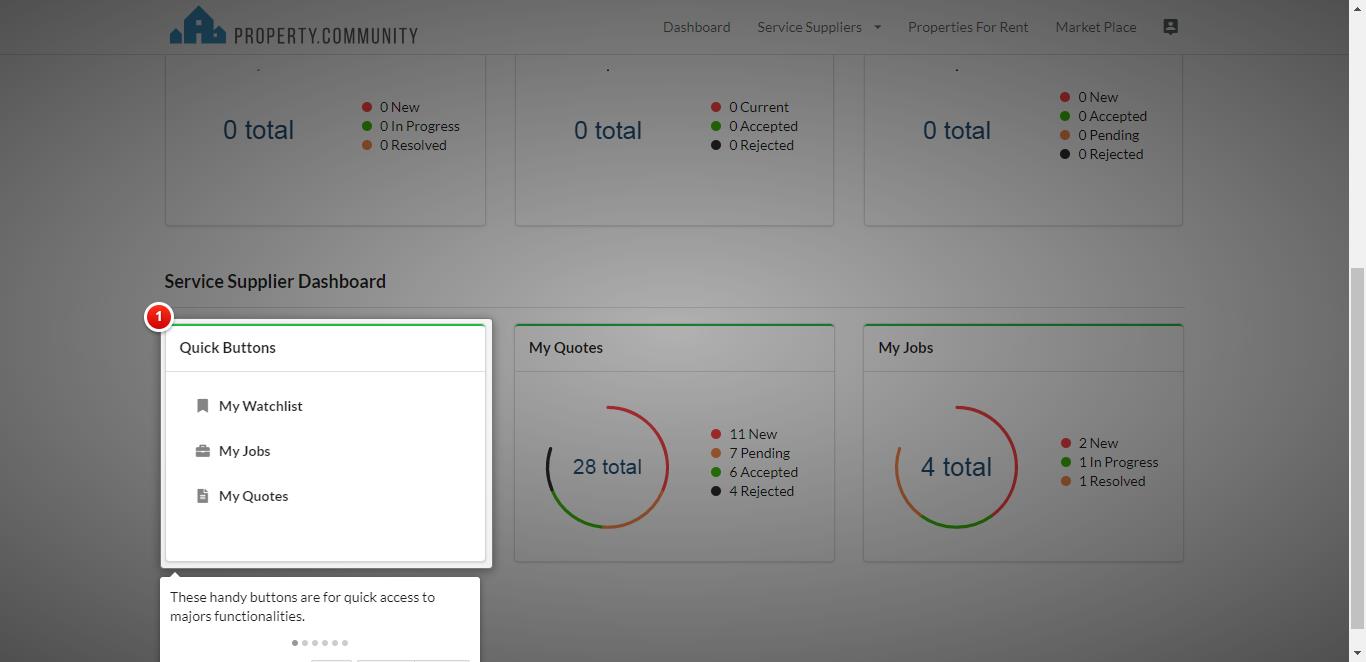 PROPERTY.COMMUNITY
Dashboard
Service Suppliers
Properties For Rent
Market Place
0 total
0 New
0 In Progress
0 Resolved
0 total
0 Current
0 Accepted
0 Rejected
0 total
0 New
0 Accepted
0 Pending
0 Rejected
Service Supplier Dashboard
1
Quick Buttons
My Watchlist
My Jobs
My Quotes
My Quotes
28 total
11 New
7 Pending
6 Accepted
4 Rejected
My Jobs
4 total
2 New
1 In Progress
1 Resolved
These handy buttons are for quick access to
majors functionalities.